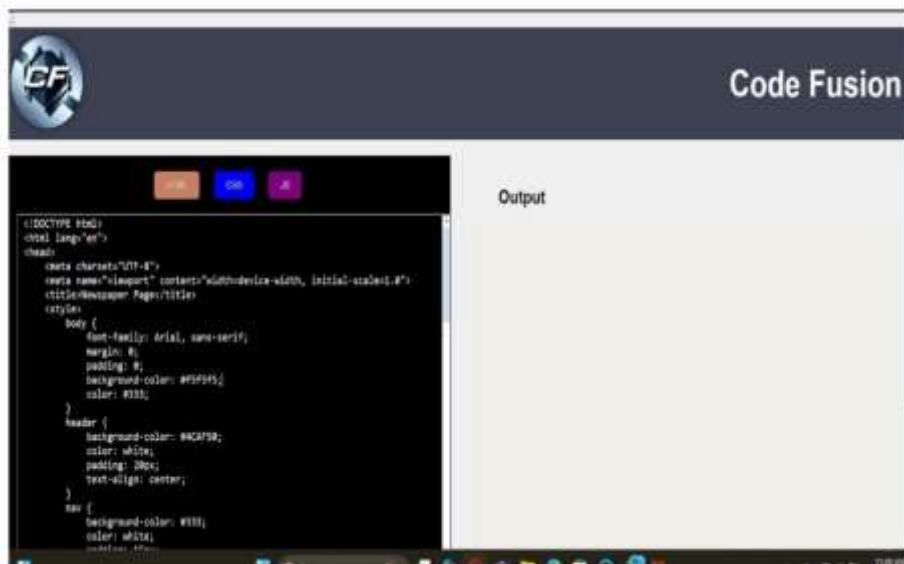 CF
Code Fusion
HTML CSS JS
Output
<!DOCTYPE html>
<html lang="en">
<head>
<meta charset="UTF-8">
<meta name="viewport" content="width=device-width, initial-scale=1.0">
<title>Newspaper Page</title>
<style>
body {
font-family: Arial, sans-serif;
margin: 0;
padding: 0;
background-color: #f5f5f5;
color: #333;
}
header {
background-color: #4CAF50;
color: white;
padding: 20px;
text-align: center;
}
nav {
background-color: #333;
color: white;